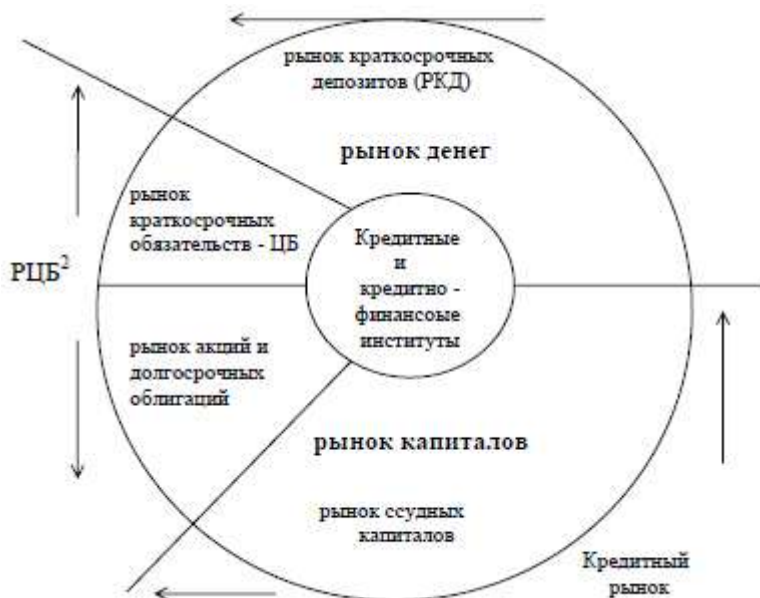 рынок краткосрочных
депозитов (РКД)
рынок денег
рынок
краткосрочных
обязательств - ЦБ
Кредитные
и
кредитно -
финансоые
институты
РЦБ²
рынок акций и
долгосрочных
облигаций
рынок капиталов
рынок ссудных
капиталов
Кредитный
рынок